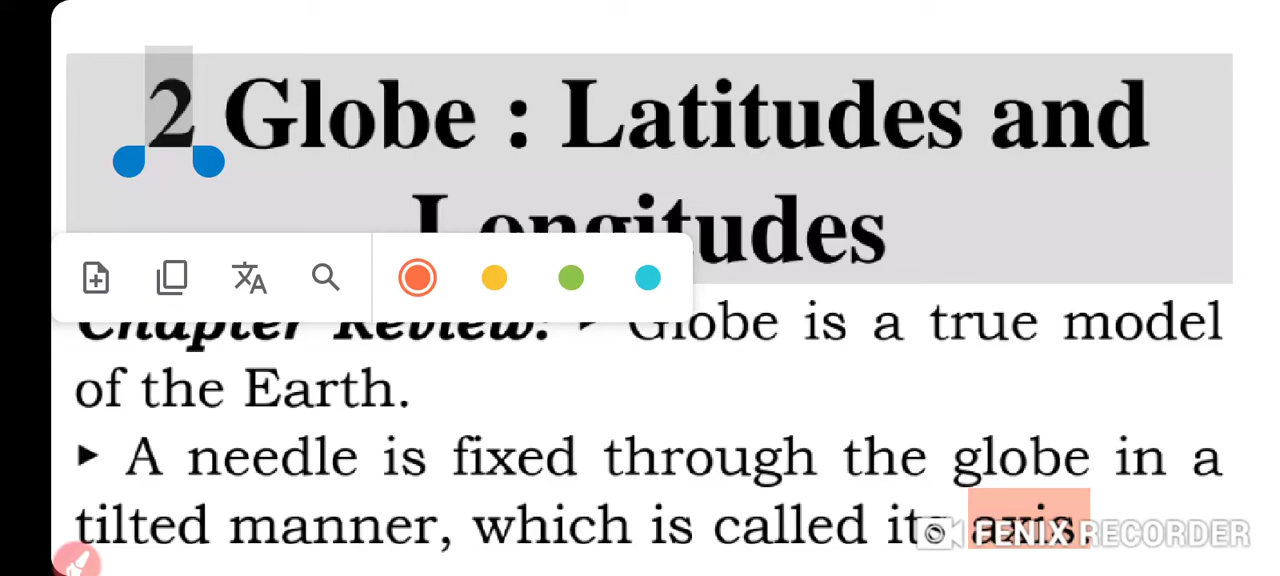 2 Globe : Latitudes and
Longitudes
Chapter Review: ► Globe is a true model
of the Earth.
► A needle is fixed through the globe in a
tilted manner, which is called its axis.
FENIX RECORDER